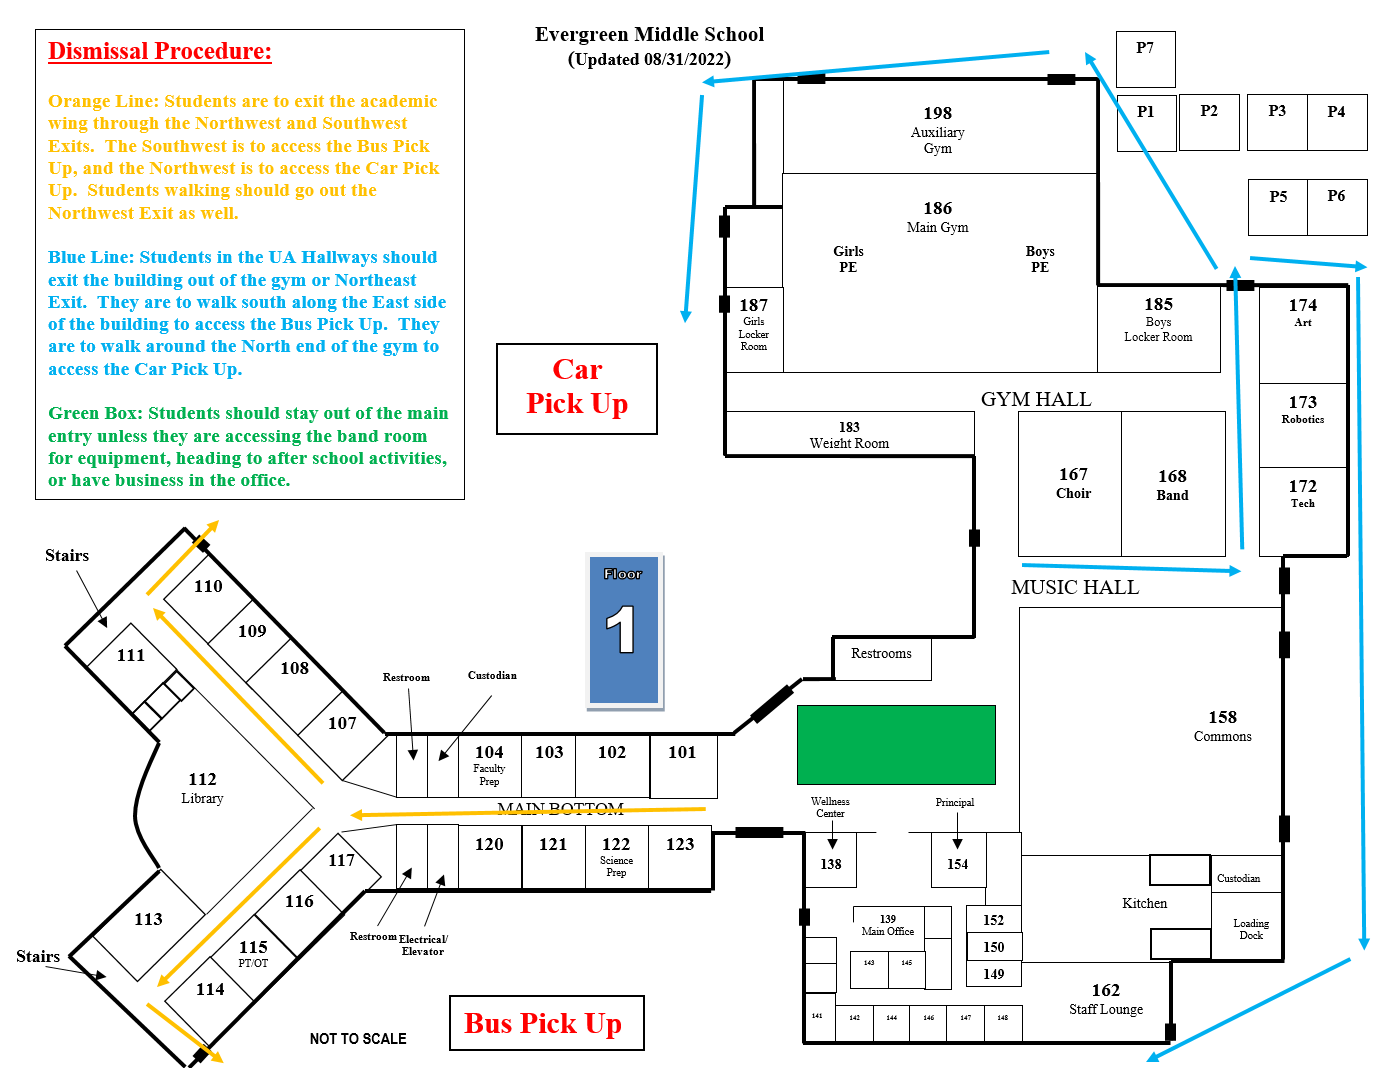 Evergreen Middle School
(Updated 08/31/2022)
Dismissal Procedure:
Orange Line: Students are to exit the academic
wing through the Northwest and Southwest
Exits.  The Southwest is to access the Bus Pick
Up, and the Northwest is to access the Car Pick
Up.  Students walking should go out the
Northwest Exit as well.
Blue Line: Students in the UA Hallways should
exit the building out of the gym or Northeast
Exit.  They are to walk south along the East side
of the building to access the Bus Pick Up.  They
are to walk around the North end of the gym to
access the Car Pick Up.
Green Box: Students should stay out of the main
entry unless they are accessing the band room
for equipment, heading to after school activities,
or have business in the office.
P7
P1
P2
P3
P4
P5
P6
198
Auxiliary
Gym
186
Main Gym
Girls
PE
Boys
PE
187
Girls
Locker
Room
185
Boys
Locker Room
174
Art
173
Robotics
172
Tech
Car
Pick Up
GYM HALL
183
Weight Room
167
Choir
168
Band
MUSIC HALL
Floor
1
Stairs
110
109
108
107
111
112
Library
Restroom
Custodian
104
Faculty
Prep
103
102
101
Restrooms
158
Commons
MAIN BOTTOM
120
121
122
Science
Prep
123
117
116
115
PT/OT
114
113
Stairs
Restroom
Electrical/
Elevator
Wellness
Center
Principal
138
154
139
Main Office
143
145
152
150
149
141
142
144
146
147
148
Kitchen
Custodian
Loading
Dock
162
Staff Lounge
Bus Pick Up
NOT TO SCALE